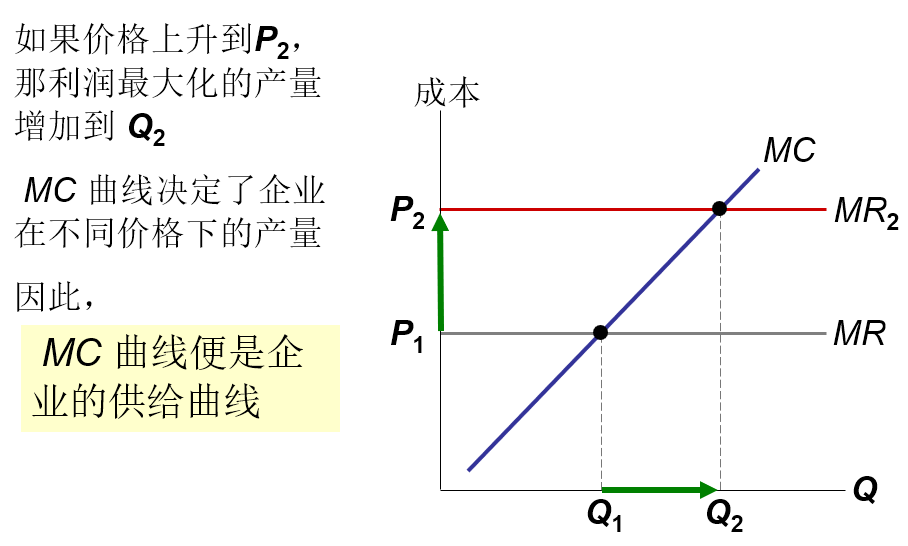 如果价格上升到P2，
那利润最大化的产量
增加到 Q2
MC 曲线决定了企业
在不同价格下的产量
因此，
MC 曲线便是企
业的供给曲线
成本
MC
P2
MR2
P1
MR
Q
Q1
Q2